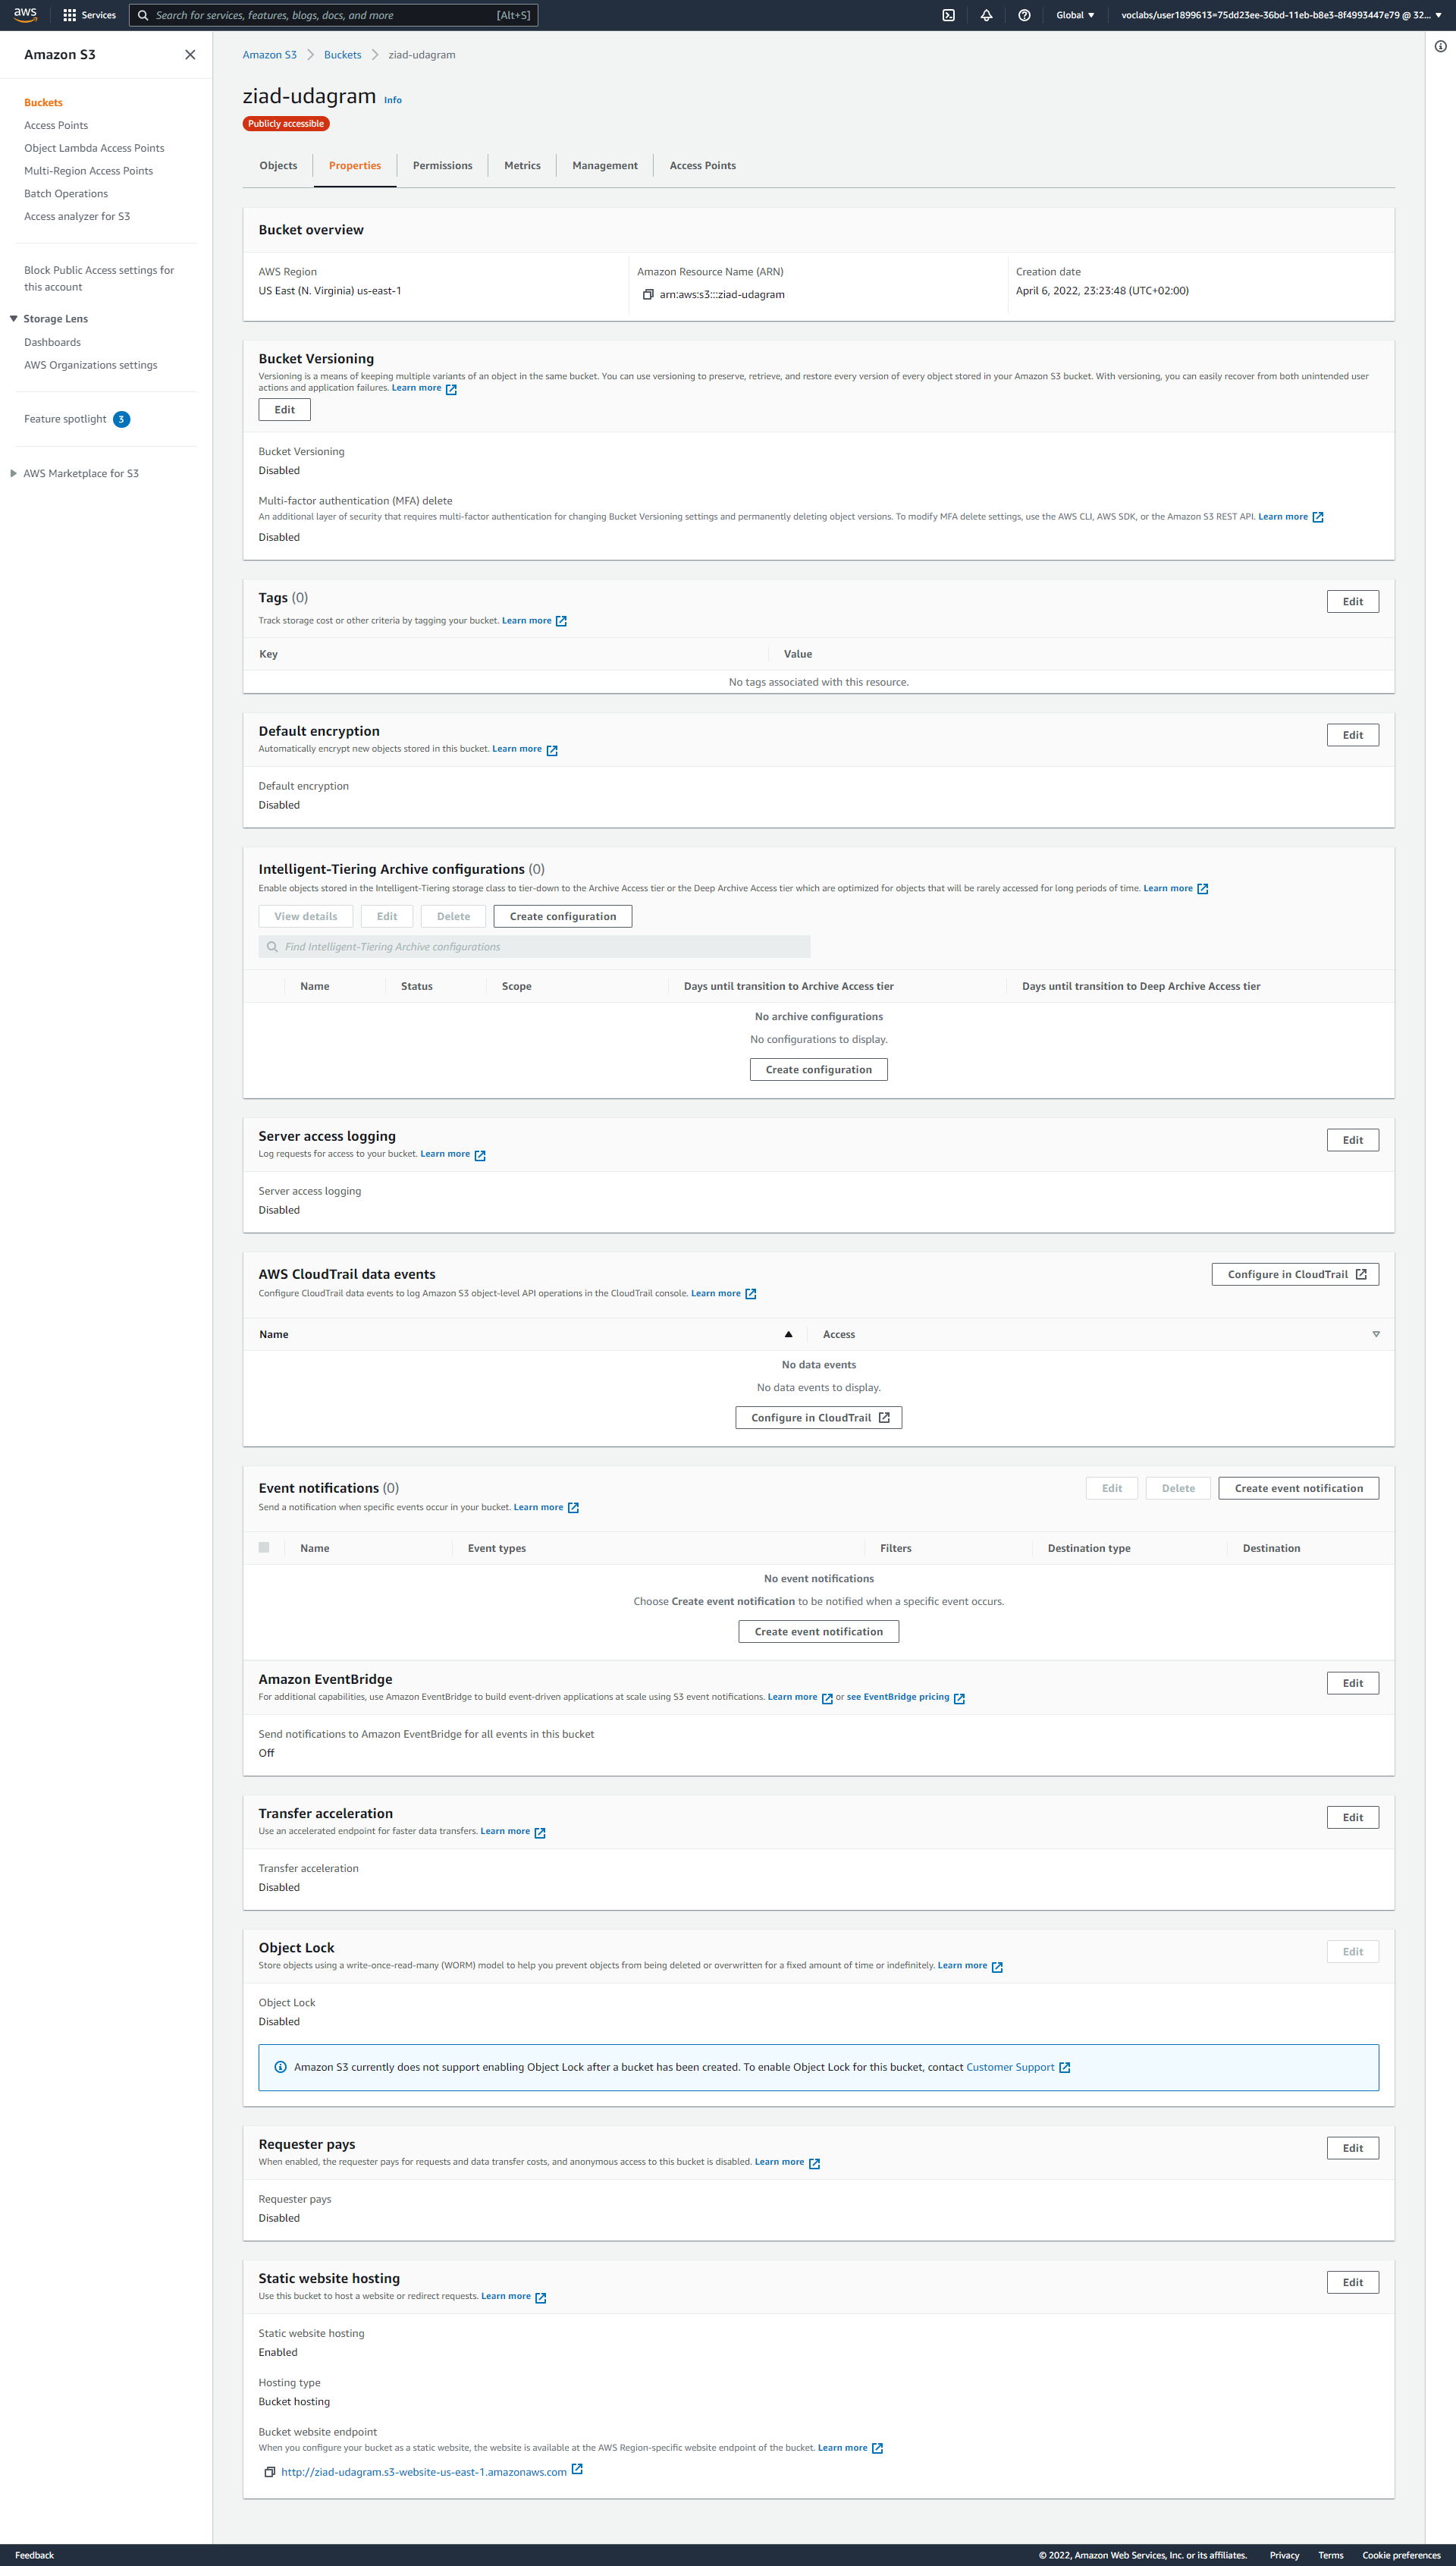 aws
Services
Search for services, features, blogs, docs, and more
[Alt+S]
Global
voclabs/user1899613=75dd23ee-36bd-11eb-b8e3-8f4993447e79 @ 32...
Amazon S3
Buckets
Access Points
Object Lambda Access Points
Multi-Region Access Points
Batch Operations
Access analyzer for S3
Block Public Access settings for
this account
Storage Lens
Dashboards
AWS Organizations settings
Feature spotlight 3
AWS Marketplace for S3
Amazon S3 > Buckets > ziad-udagram
ziad-udagram Info
Publicly accessible
Objects Properties Permissions Metrics Management Access Points
Bucket overview
AWS Region
US East (N. Virginia) us-east-1
Amazon Resource Name (ARN)
arn:aws:s3:::ziad-udagram
Creation date
April 6, 2022, 23:23:48 (UTC+02:00)
Bucket Versioning
Versioning is a means of keeping multiple variants of an object in the same bucket. You can use versioning to preserve, retrieve, and restore every version of every object stored in your Amazon S3 bucket. With versioning, you can easily recover from both unintended user
actions and application failures. Learn more
Edit
Bucket Versioning
Disabled
Multi-factor authentication (MFA) delete
An additional layer of security that requires multi-factor authentication for changing Bucket Versioning settings and permanently deleting object versions. To modify MFA delete settings, use the AWS CLI, AWS SDK, or the Amazon S3 REST API. Learn more
Disabled
Tags (0)
Edit
Track storage cost or other criteria by tagging your bucket. Learn more
Key Value
No tags associated with this resource.
Default encryption
Edit
Automatically encrypt new objects stored in this bucket. Learn more
Default encryption
Disabled
Intelligent-Tiering Archive configurations (0)
Enable objects stored in the Intelligent-Tiering storage class to tier-down to the Archive Access tier or the Deep Archive Access tier which are optimized for objects that will be rarely accessed for long periods of time. Learn more
View details Edit Delete Create configuration
Find Intelligent-Tiering Archive configurations
Name Status Scope Days until transition to Archive Access tier Days until transition to Deep Archive Access tier
No archive configurations
No configurations to display.
Create configuration
Server access logging
Edit
Log requests for access to your bucket. Learn more
Server access logging
Disabled
AWS CloudTrail data events
Configure in CloudTrail
Configure CloudTrail data events to log Amazon S3 object-level API operations in the CloudTrail console. Learn more
Name Access
No data events
No data events to display.
Configure in CloudTrail
Event notifications (0)
Edit Delete Create event notification
Send a notification when specific events occur in your bucket. Learn more
Name Event types Filters Destination type Destination
No event notifications
Choose Create event notification to be notified when a specific event occurs.
Create event notification
Amazon EventBridge
Edit
For additional capabilities, use Amazon EventBridge to build event-driven applications at scale using S3 event notifications. Learn more or see EventBridge pricing
Send notifications to Amazon EventBridge for all events in this bucket
Off
Transfer acceleration
Edit
Use an accelerated endpoint for faster data transfers. Learn more
Transfer acceleration
Disabled
Object Lock
Edit
Store objects using a write-once-read-many (WORM) model to help you prevent objects from being deleted or overwritten for a fixed amount of time or indefinitely. Learn more
Object Lock
Disabled
Amazon S3 currently does not support enabling Object Lock after a bucket has been created. To enable Object Lock for this bucket, contact Customer Support
Requester pays
Edit
When enabled, the requester pays for requests and data transfer costs, and anonymous access to this bucket is disabled. Learn more
Requester pays
Disabled
Static website hosting
Edit
Use this bucket to host a website or redirect requests. Learn more
Static website hosting
Enabled
Hosting type
Bucket hosting
Bucket website endpoint
When you configure your bucket as a static website, the website is available at the AWS Region-specific website endpoint of the bucket. Learn more
http://ziad-udagram.s3-website-us-east-1.amazonaws.com
Feedback
© 2022, Amazon Web Services, Inc. or its affiliates. Privacy Terms Cookie preferences